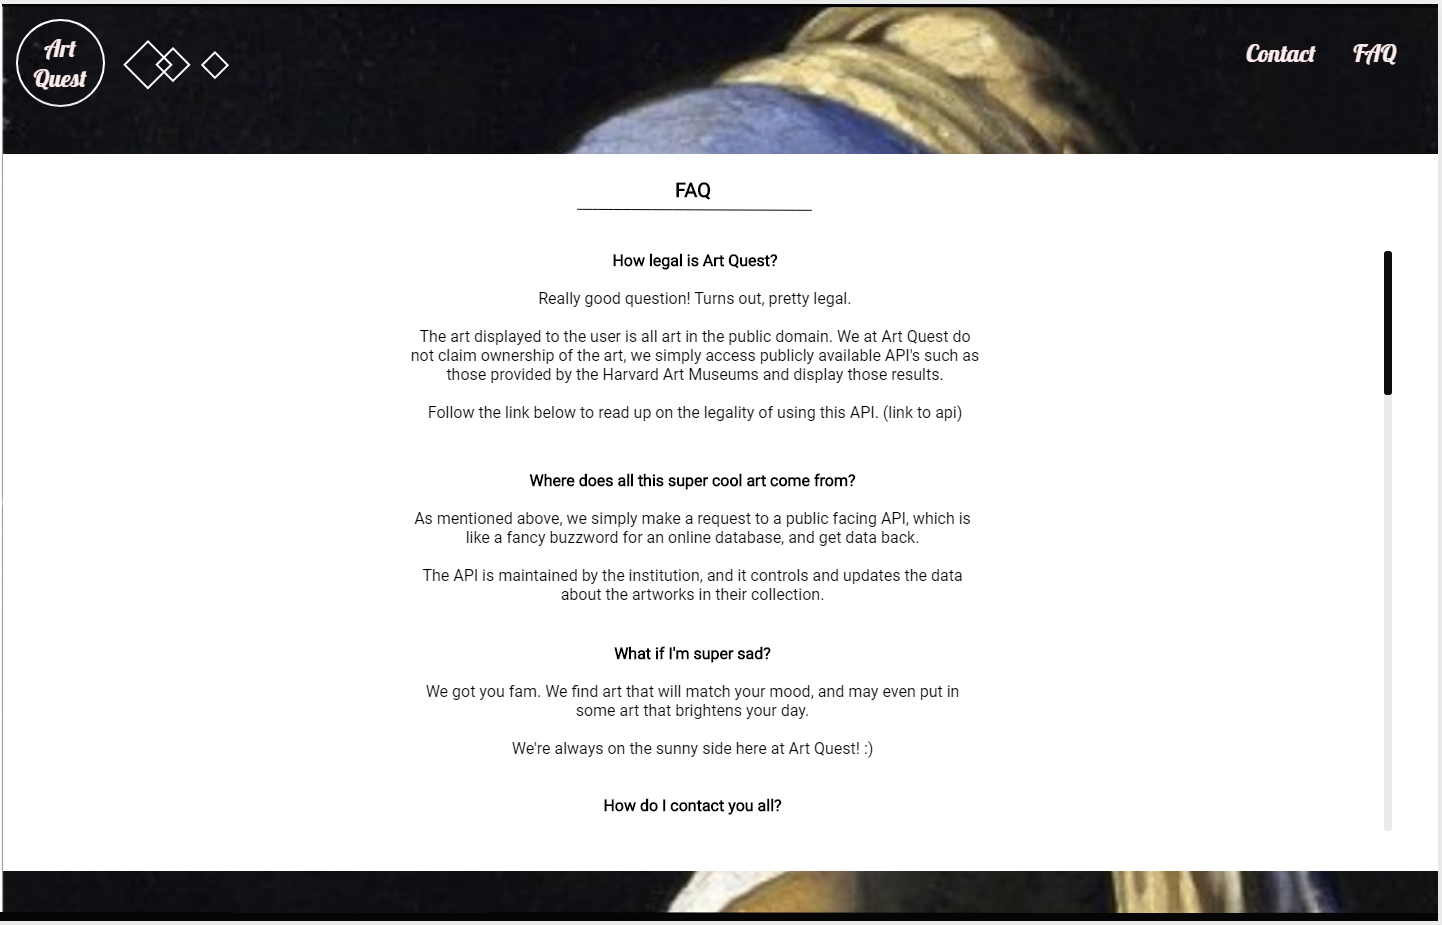 Art
Quest
Contact FAQ
FAQ
How legal is Art Quest?
Really good question! Turns out, pretty legal.
The art displayed to the user is all art in the public domain. We at Art Quest do
not claim ownership of the art, we simply access publicly available API's such as
those provided by the Harvard Art Museums and display those results.
Follow the link below to read up on the legality of using this API. (link to api)
Where does all this super cool art come from?
As mentioned above, we simply make a request to a public facing API, which is
like a fancy buzzword for an online database, and get data back.
The API is maintained by the institution, and it controls and updates the data
about the artworks in their collection.
What if I'm super sad?
We got you fam. We find art that will match your mood, and may even put in
some art that brightens your day.
We're always on the sunny side here at Art Quest! :)
How do I contact you all?